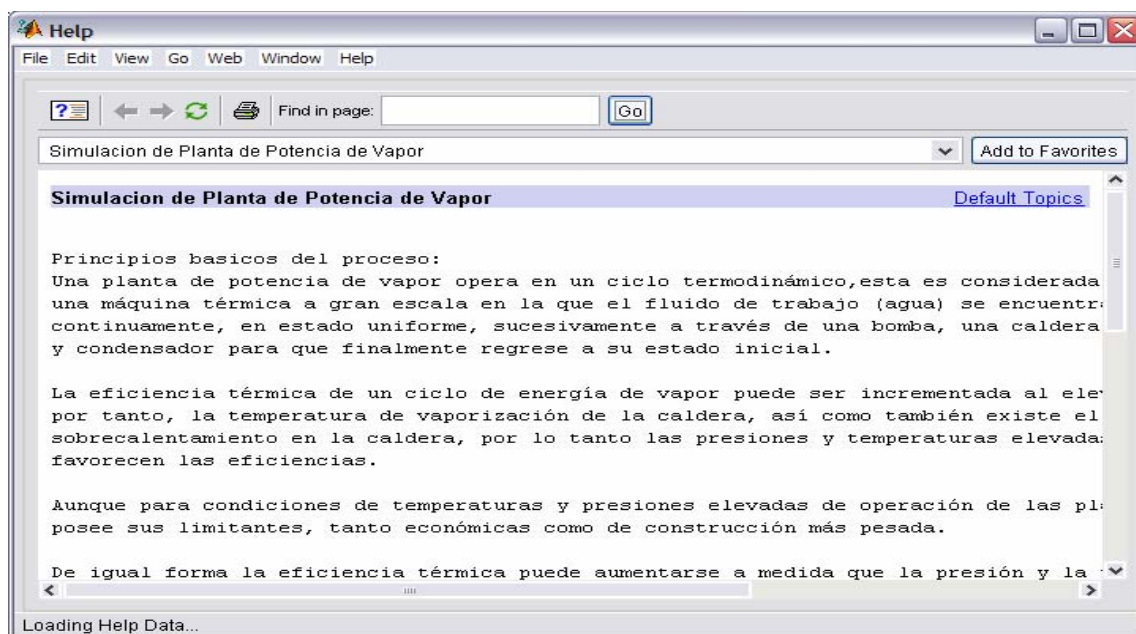 Help
File Edit View Go Web Window Help
Find in page: Go
Simulacion de Planta de Potencia de Vapor Add to Favorites
Simulacion de Planta de Potencia de Vapor Default Topics
Principios basicos del proceso:
Una planta de potencia de vapor opera en un ciclo termodinámico,esta es considerada
una máquina térmica a gran escala en la que el fluido de trabajo (agua) se
continuamente, en estado uniforme, sucesivamente a través de una bomba, una caldera
y condensador para que finalmente regrese a su estado inicial.
La eficiencia térmica de un ciclo de energía de vapor puede ser incrementada al
por tanto, la temperatura de vaporización de la caldera, así como también existe el
sobrecalentamiento en la caldera, por lo tanto las presiones y temperaturas
favorecen las eficiencias.
Aunque para condiciones de temperaturas y presiones elevadas de operación de las
posee sus limitantes, tanto económicas como de construcción más pesada.
De igual forma la eficiencia térmica puede aumentarse a medida que la presión y la
Loading Help Data...